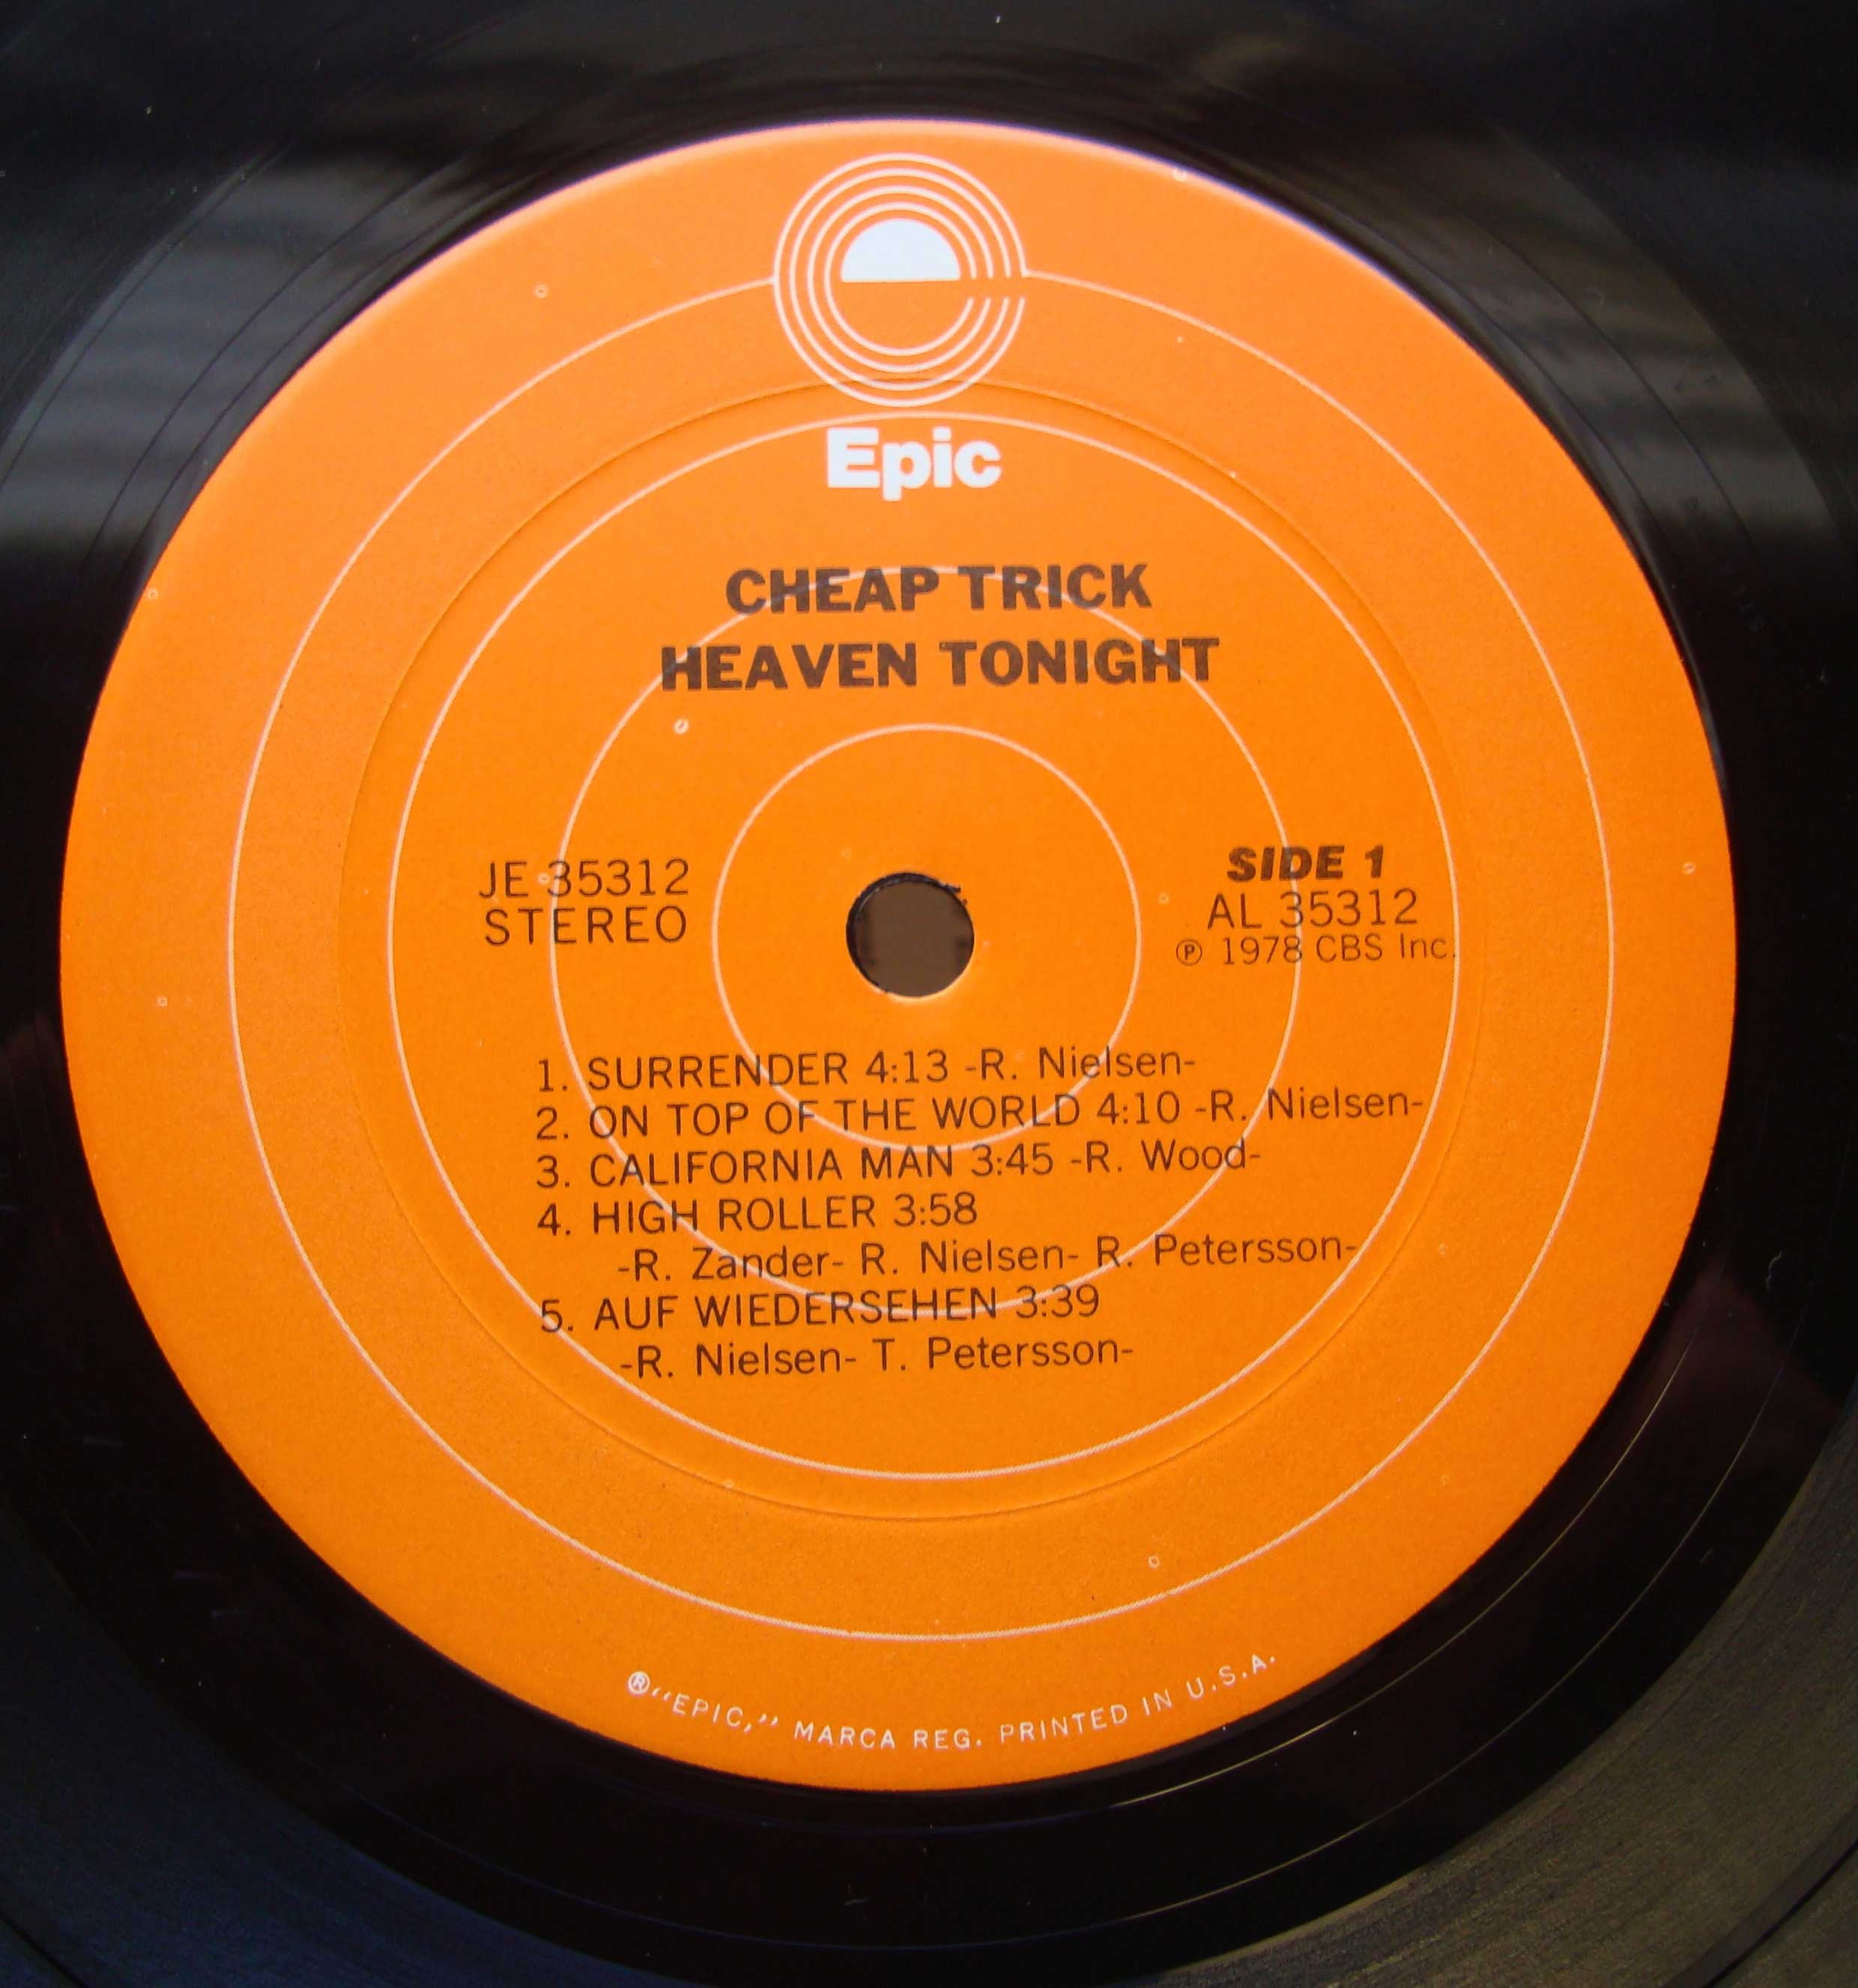 Epic
CHEAP TRICK
HEAVEN TONIGHT
JE 35312
STEREO
SIDE 1
AL 35312
℗ 1978 CBS Inc.
1. SURRENDER 4:13 -R. Nielsen-
2. ON TOP OF THE WORLD 4:10 -R. Nielsen-
3. CALIFORNIA MAN 3:45 -R. Wood-
4. HIGH ROLLER 3:58
-R. Zander- R. Nielsen- R. Petersson-
5. AUF WIEDERSEHEN 3:39
-R. Nielsen- T. Petersson-
®“EPIC,” MARCA REG. PRINTED IN U.S.A.